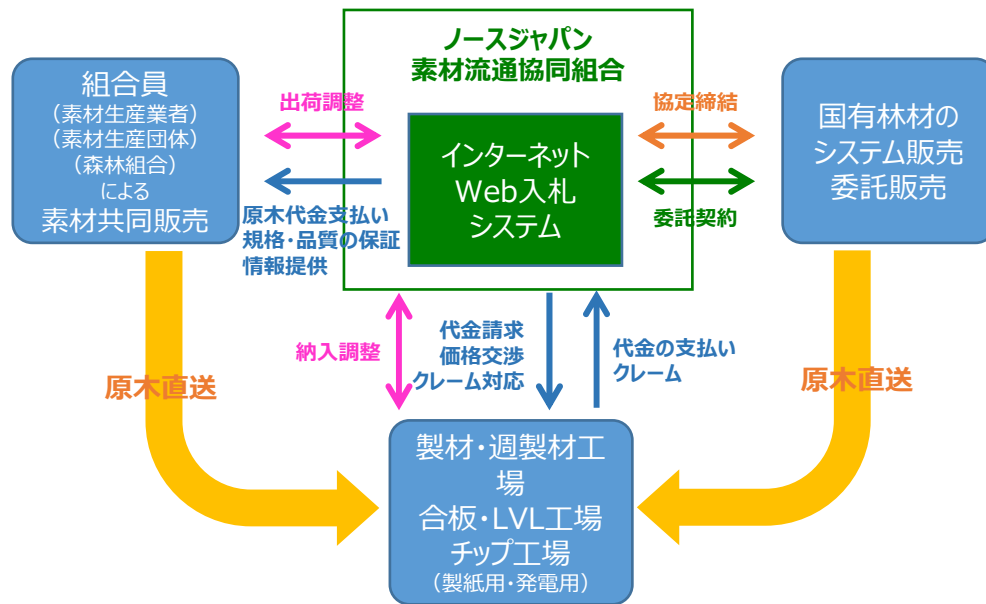 ノースジャパン
素材流通協同組合
組合員
（素材生産業者）
（素材生産団体）
（森林組合）
による
素材共同販売
出荷調整
原木代金支払い
規格・品質の保証
情報提供
インターネット
Web入札
システム
協定締結
委託契約
国有林材の
システム販売
委託販売
納入調整
代金請求
価格交渉
クレーム対応
代金の支払い
クレーム
原木直送
原木直送
製材・週製材工
場
合板・LVL工場
チップ工場
（製紙用・発電用）